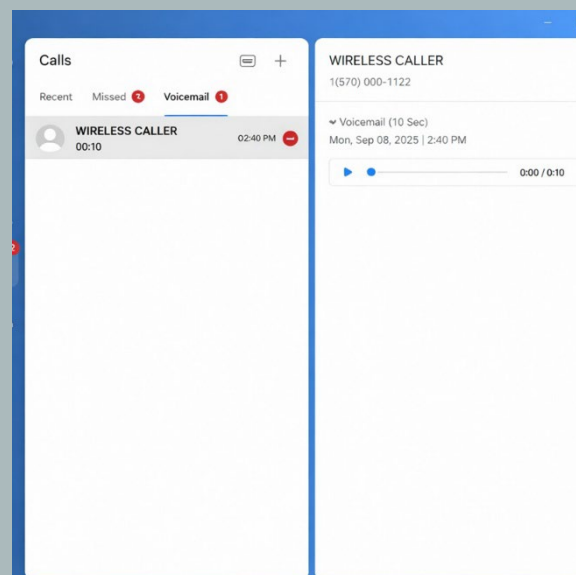 Calls
Recent Missed Voicemail 1
WIRELESS CALLER
00:10
02:40 PM
WIRELESS CALLER
1(570) 000-1122
Voicemail (10 Sec)
Mon, Sep 08, 2025 | 2:40 PM
0:00 / 0:10